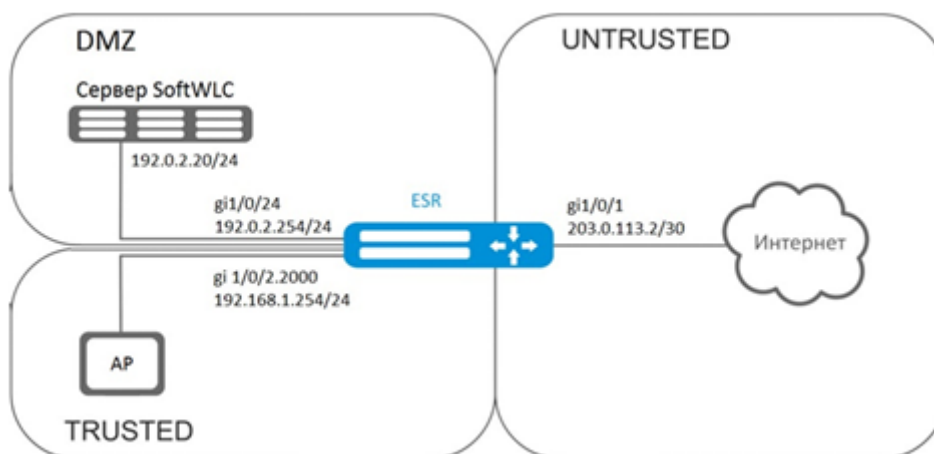 DMZ
Сервер SoftWLC
192.0.2.20/24
gi1/0/24
192.0.2.254/24
ESR
gi 1/0/2.2000
192.168.1.254/24
AP
TRUSTED
UNTRUSTED
gi1/0/1
203.0.113.2/30
Интернет